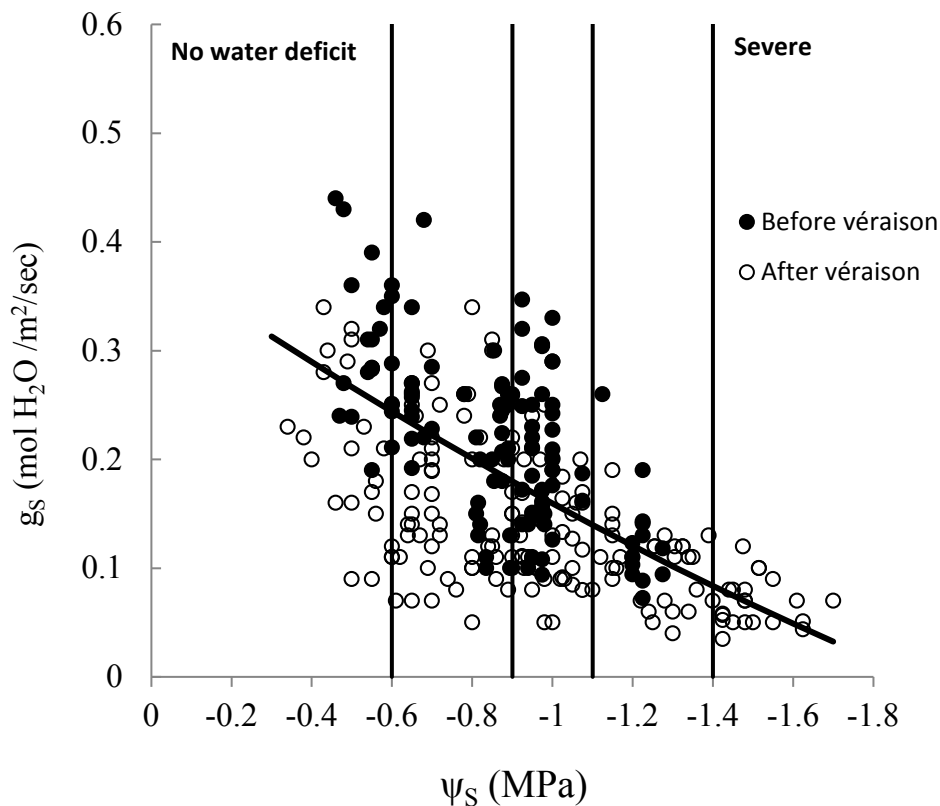 No water deficit
Severe
0.6
0.5
0.4
0.3
0.2
0.1
0
gS (mol H2O /m2/sec)
Before véraison
After véraison
0
-0.2
-0.4
-0.6
-0.8
-1
-1.2
-1.4
-1.6
-1.8
ψS (MPa)